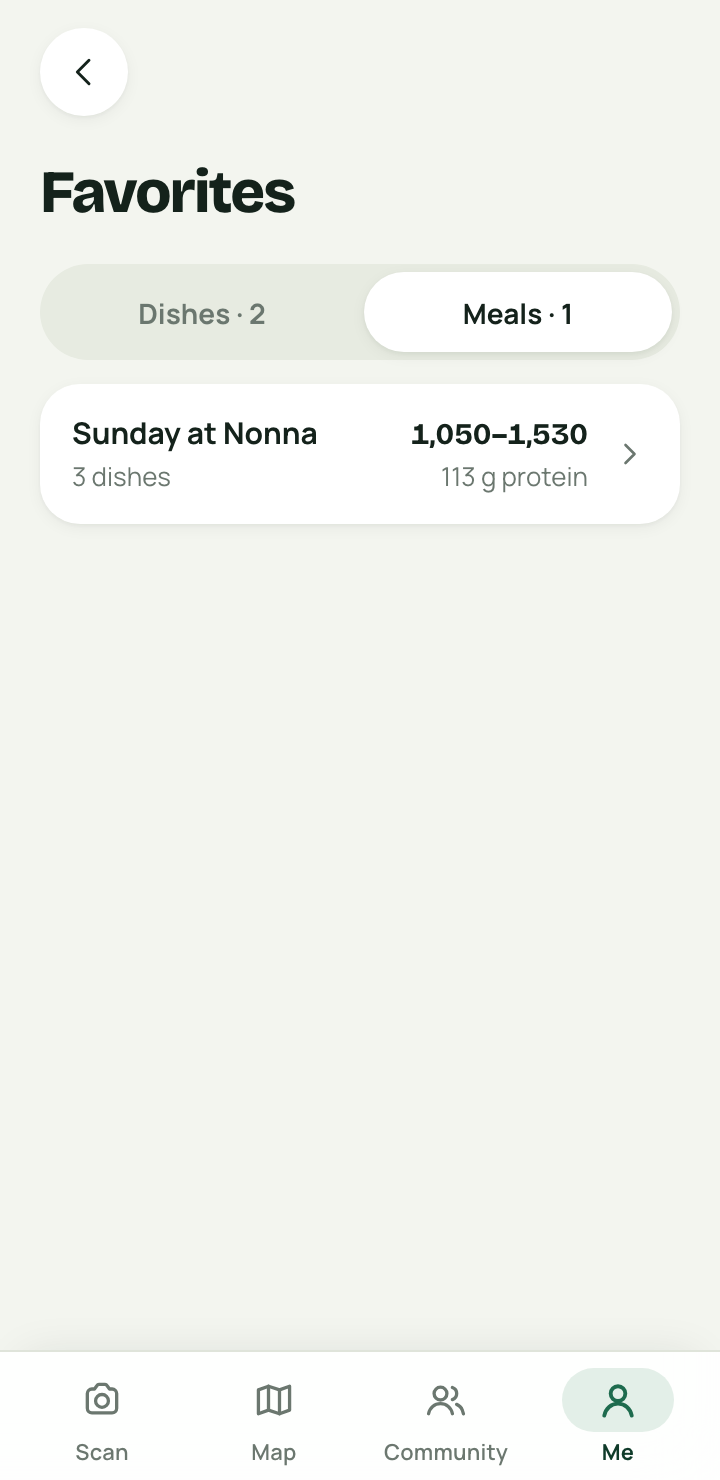 Favorites
Dishes · 2
Meals · 1
Sunday at Nonna
1,050–1,530
3 dishes
113 g protein
Scan
Map
Community
Me